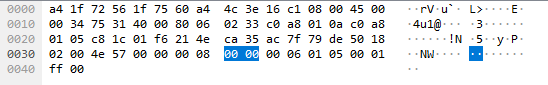 0000 a4 1f 72 56 1f 75 60 a4 4c 3e 16 c1 08 00 45 00 ··rV·u`· L>····E·
0010 00 34 75 31 40 00 80 06 02 33 c0 a8 01 0a c0 a8 ·4u1@··· ·3······
0020 01 05 c8 1c 01 f6 21 4e ca 35 ac 7f 79 de 50 18 ······!N ·5··y·P·
0030 02 00 4e 57 00 00 00 08 00 00 00 06 01 05 00 01 ··NW···· ········
0040 ff 00 ··